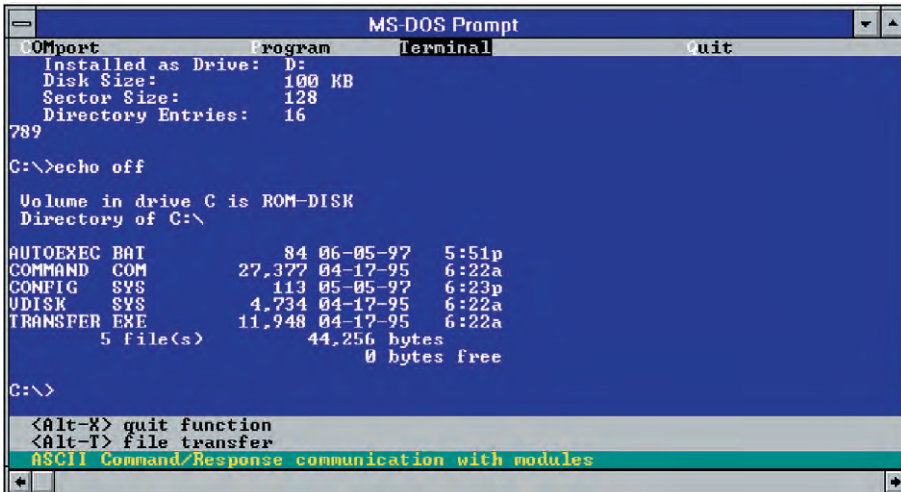 MS-DOS Prompt
COMport Program Terminal Quit
Installed as Drive: D:
Disk Size: 100 KB
Sector Size: 128
Directory Entries: 16
789
C:\>echo off
Volume in drive C is ROM-DISK
Directory of C:\
AUTOEXEC BAT 84 06-05-97 5:51p
COMMAND COM 27,377 04-17-95 6:22a
CONFIG SYS 113 05-05-97 6:23p
VDISK SYS 4,734 04-17-95 6:22a
TRANSFER EXE 11,948 04-17-95 6:22a
5 file(s) 44,256 bytes
0 bytes free
C:\>
<Alt-X> quit function
<Alt-T> file transfer
ASCII Command/Response communication with modules